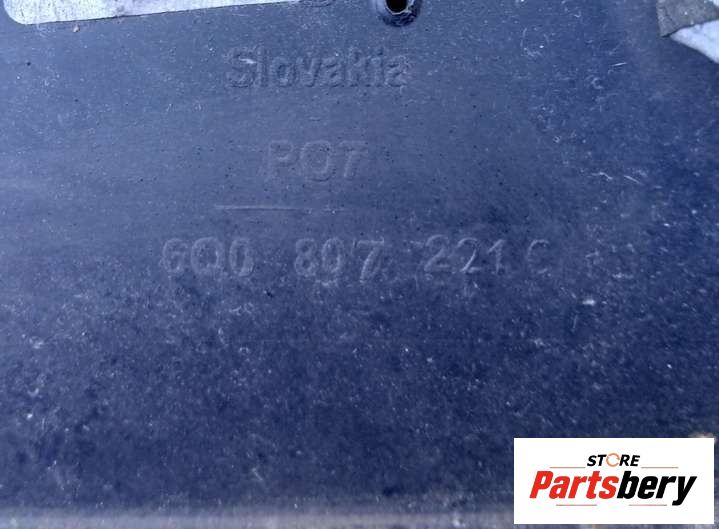 Slovakia
PO7
6Q0 807 221 C
STORE
Partsbery